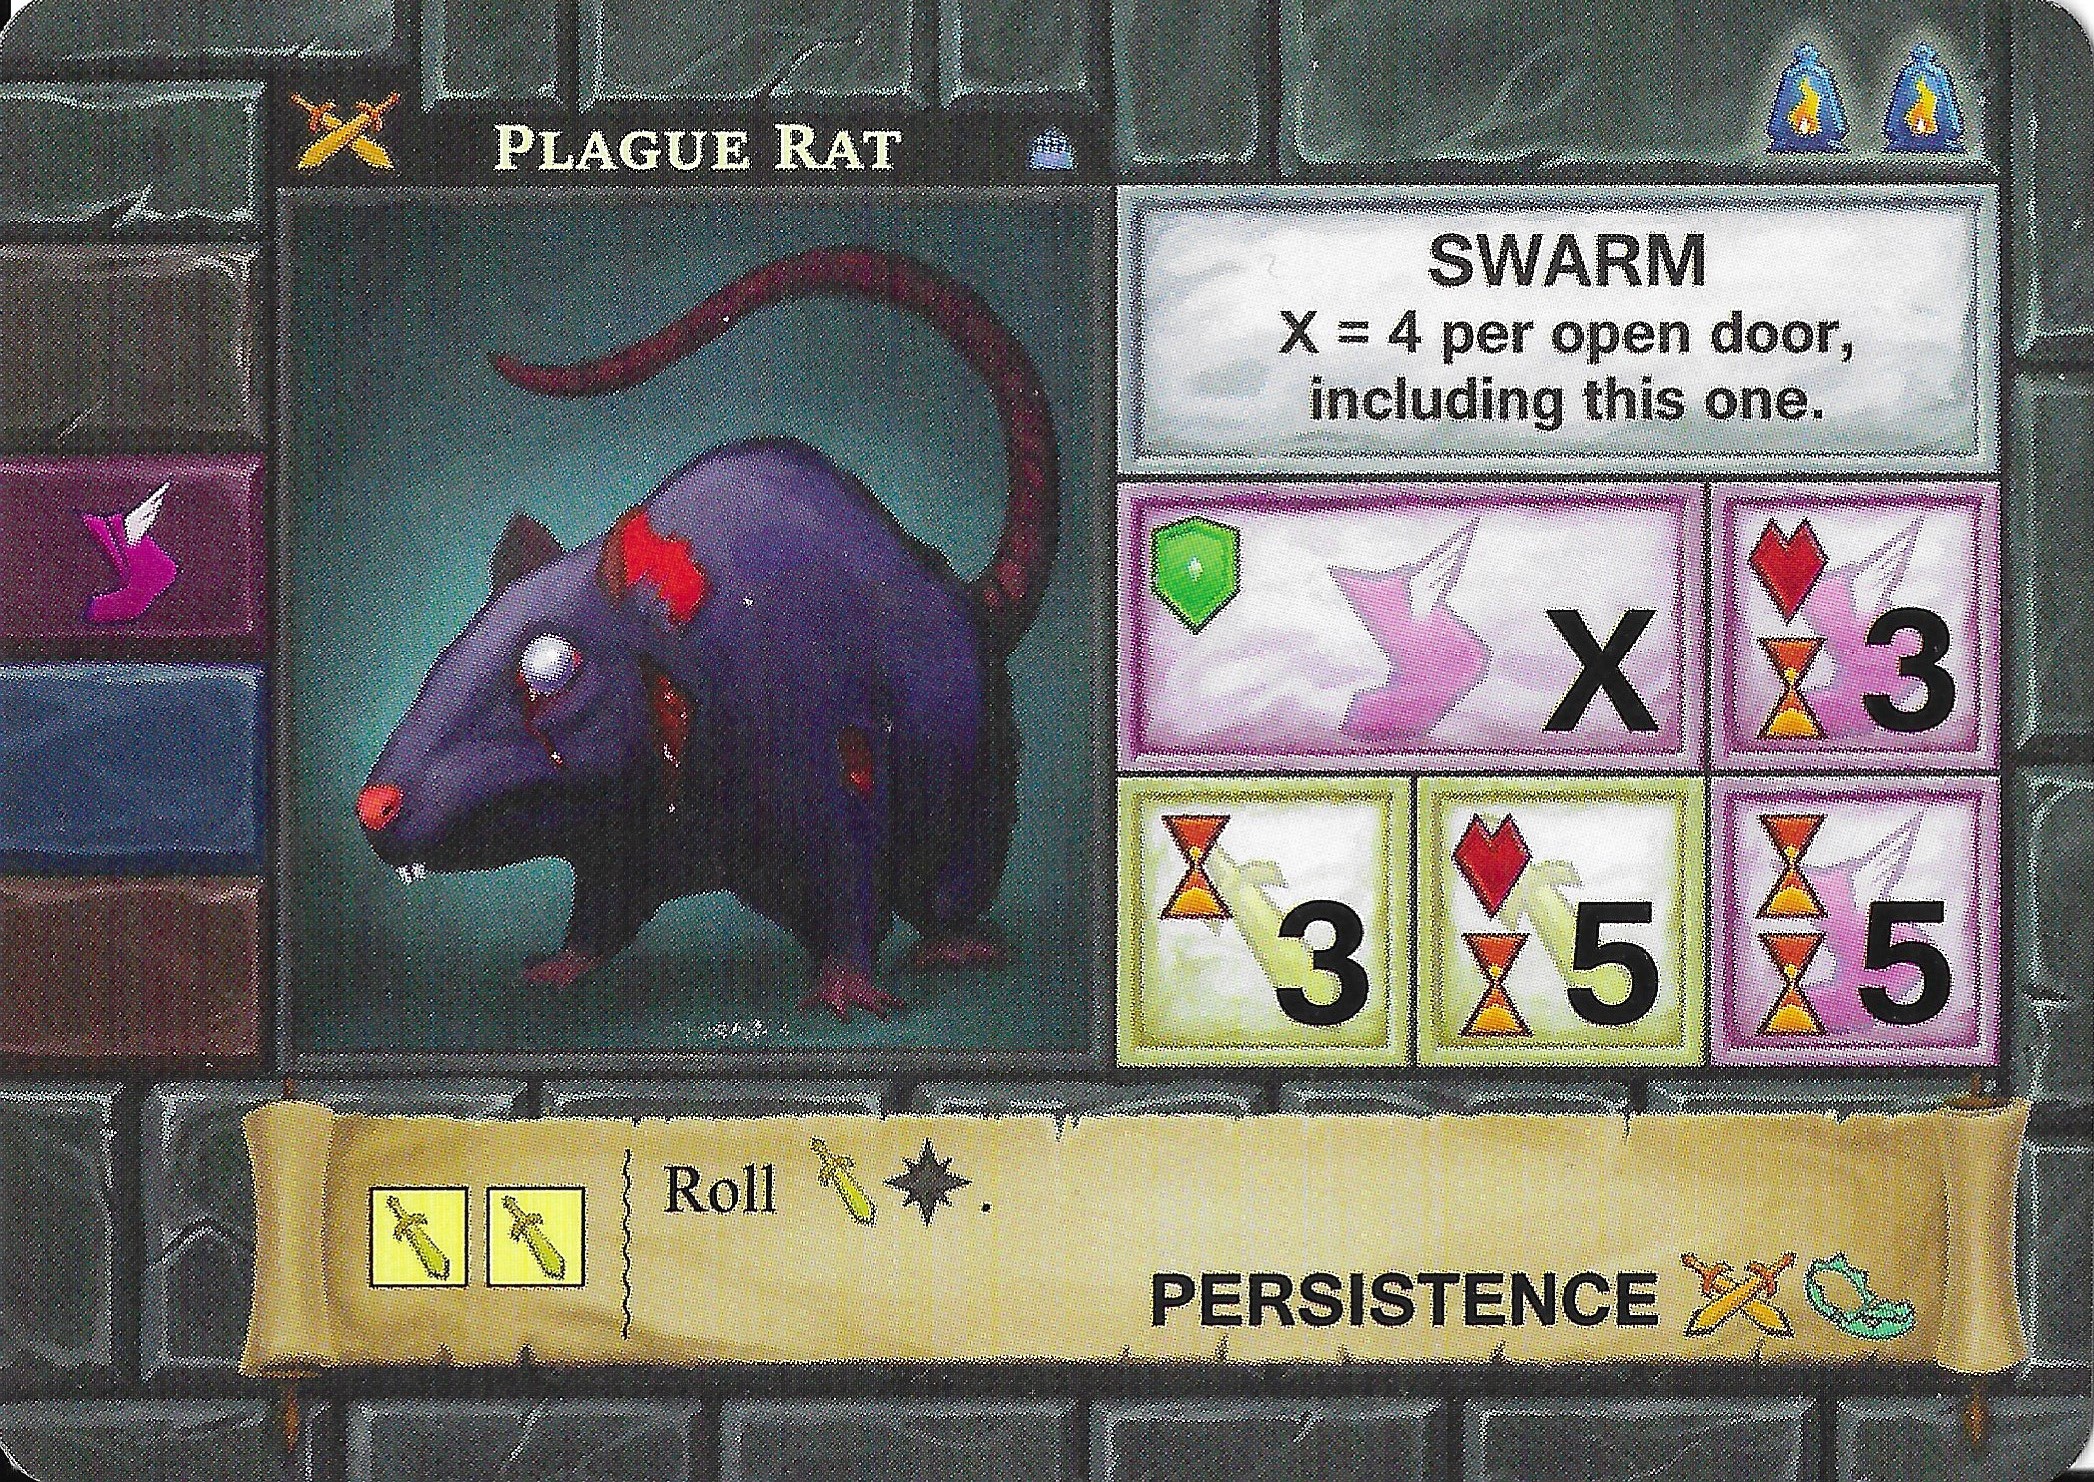 PLAGUE RAT
SWARM
X = 4 per open door,
including this one.
X
3
3
5
5
Roll .
PERSISTENCE